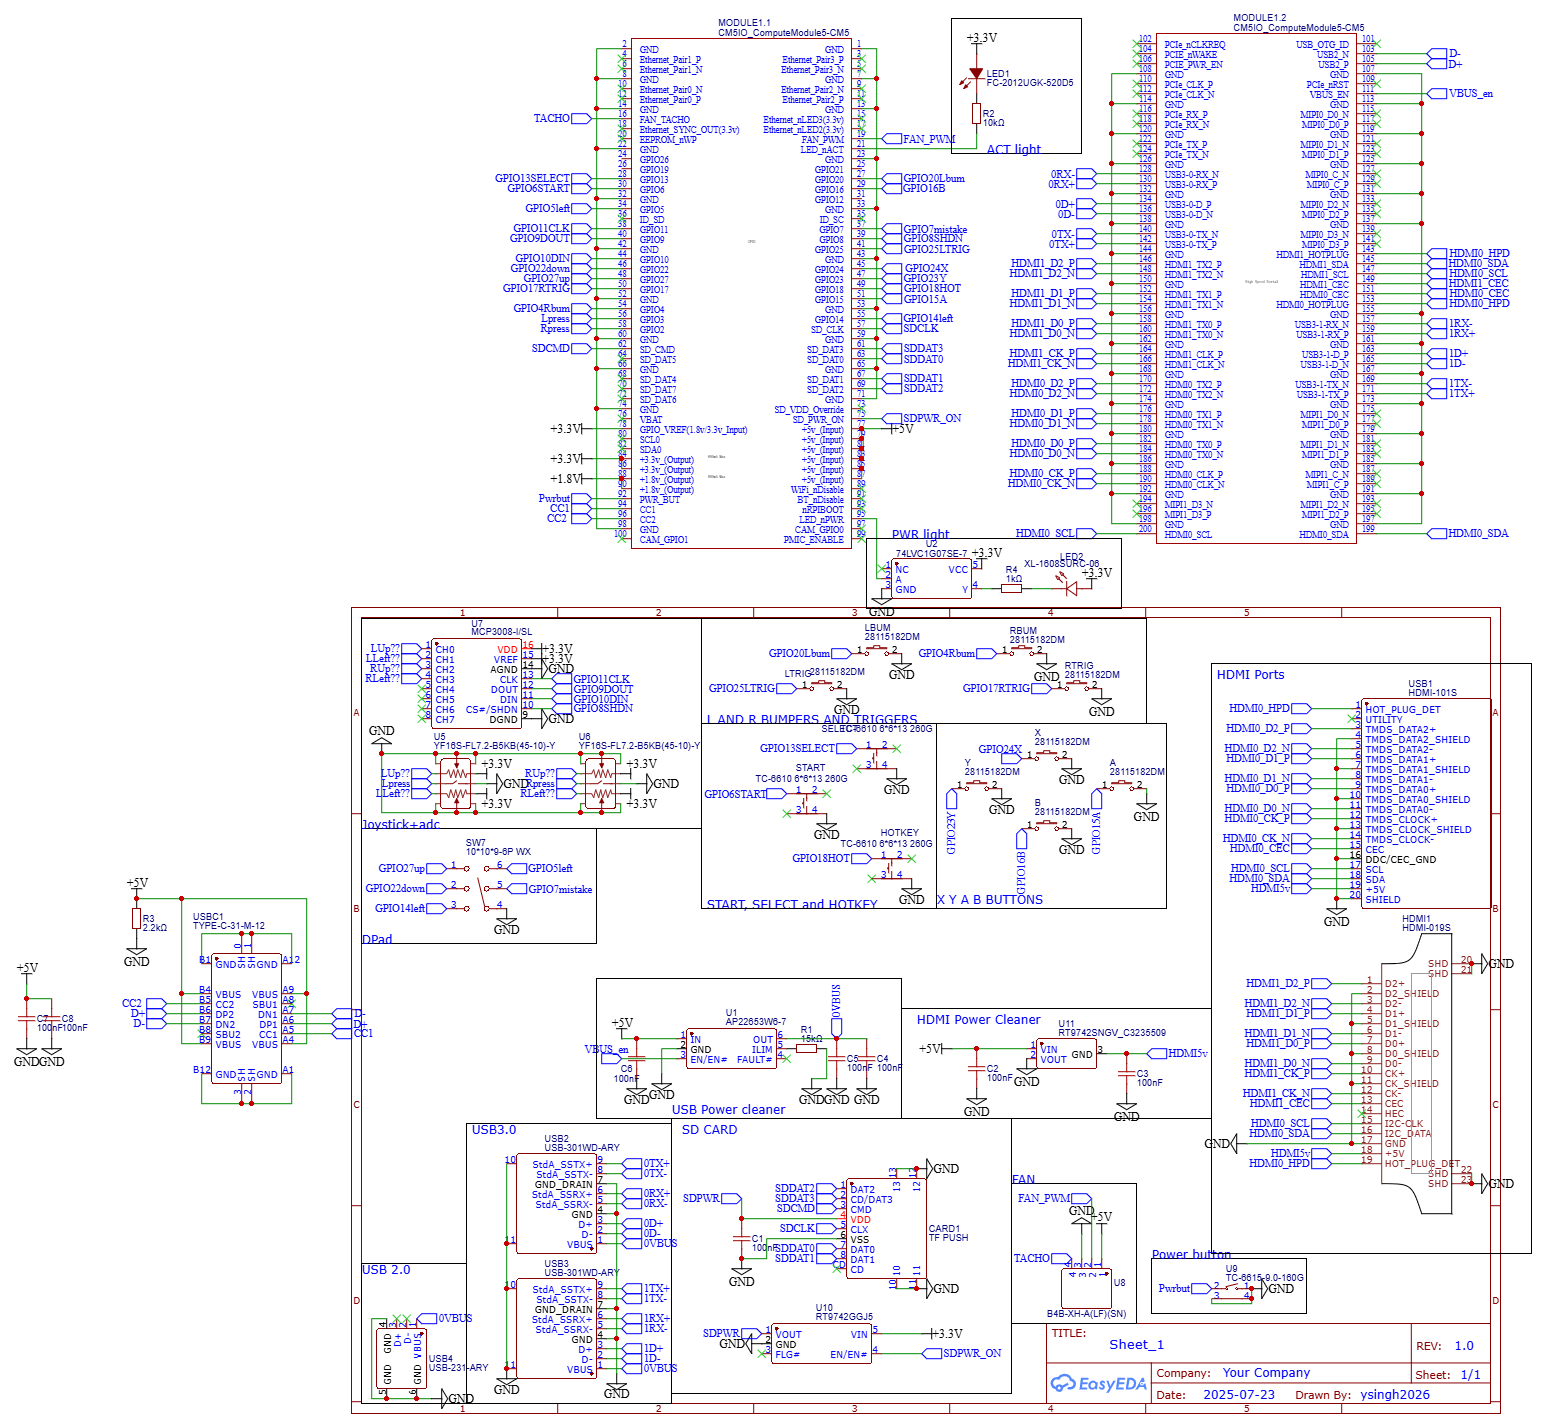 MODULE1.1
CM5IO_ComputeModule5-CM5
GND
Ethernet_Pair1_P
Ethernet_Pair1_N
GND
Ethernet_Pair0_N
Ethernet_Pair0_P
GND
TACHO
FAN_TACHO
Ethernet_SYNC_OUT(3.3v)
EEPROM_nWP
GND
GPIO26
GPIO19
GPIO13SELECT
GPIO13
GPIO6START
GPIO6
GND
GPIO5left
GPIO5
ID_SD
GPIO11CLK
GPIO11
GPIO9DOUT
GPIO9
GND
GPIO10DIN
GPIO10
GPIO22down
GPIO22
GPIO27up
GPIO27
GPIO17RTRIG
GPIO17
GND
GPIO4Rbum
GPIO4
Lpress
GPIO3
Rpress
GPIO2
GND
SDCMD
SD_CMD
SD_DAT5
GND
SD_DAT4
SD_DAT7
SD_DAT6
GND
VBAT
+3.3V
GPIO_VREF(1.8v/3.3v_Input)
SCL0
SDA0
+3.3V
+3.3v_(Output)
+3.3v_(Output)
+1.8V
+1.8v_(Output)
+1.8v_(Output)
Pwrbut
PWR_BUT
CC1
CC1
CC2
CC2
GND
CAM_GPIO1
GND
Ethernet_Pair3_P
Ethernet_Pair3_N
GND
Ethernet_Pair2_N
Ethernet_Pair2_P
GND
Ethernet_nLED3(3.3v)
Ethernet_nLED2(3.3v)
FAN_PWM
FAN_PWM
LED_nACT
GND
GPIO21
GPIO20
GPIO20Lbum
GPIO16
GPIO16B
GPIO12
GND
ID_SC
GPIO7
GPIO7mistake
GPIO8
GPIO8SHDN
GPIO25
GPIO25LTRIG
GND
GPIO24
GPIO24X
GPIO23
GPIO23Y
GPIO18
GPIO18HOT
GPIO15
GPIO15A
GND
GPIO14
GPIO14left
SD_CLK
SDCLK
GND
SD_DAT3
SDDAT3
SD_DAT0
SDDAT0
GND
SD_DAT1
SDDAT1
SD_DAT2
SDDAT2
GND
SD_VDD_Override
SD_PWR_ON
SDPWR_ON
+5v_(Input)
+5V
+5v_(Input)
+5v_(Input)
+5v_(Input)
+5v_(Input)
+5v_(Input)
WiFi_nDisable
BT_nDisable
nRPIBOOT
LED_nPWR
CAM_GPIO0
PMIC_ENABLE
+3.3V
LED1
FC-2012UGK-520D5
R2
10kΩ
ACT light
MODULE1.2
CM5IO_ComputeModule5-CM5
PCIe_nCLKREQ
PCIE_nWAKE
PCIE_PWR_EN
GND
PCIe_CLK_P
PCIe_CLK_N
GND
PCIe_RX_P
PCIe_RX_N
GND
PCIe_TX_P
PCIe_TX_N
GND
0RX-
USB3-0-RX_N
0RX+
USB3-0-RX_P
GND
0D+
USB3-0-D_P
0D-
USB3-0-D_N
GND
0TX-
USB3-0-TX_N
0TX+
USB3-0-TX_P
GND
HDMI1_D2_P
HDMI1_TX2_P
HDMI1_D2_N
HDMI1_TX2_N
GND
HDMI1_D1_P
HDMI1_TX1_P
HDMI1_D1_N
HDMI1_TX1_N
GND
HDMI1_D0_P
HDMI1_TX0_P
HDMI1_D0_N
HDMI1_TX0_N
GND
HDMI1_CK_P
HDMI1_CLK_P
HDMI1_CK_N
HDMI1_CLK_N
GND
HDMI0_D2_P
HDMI0_TX2_P
HDMI0_D2_N
HDMI0_TX2_N
GND
HDMI0_D1_P
HDMI0_TX1_P
HDMI0_D1_N
HDMI0_TX1_N
GND
HDMI0_D0_P
HDMI0_TX0_P
HDMI0_D0_N
HDMI0_TX0_N
GND
HDMI0_CK_P
HDMI0_CLK_P
HDMI0_CK_N
HDMI0_CLK_N
GND
MIPI1_D3_N
MIPI1_D3_P
GND
HDMI0_SCL
HDMI0_SCL
USB_OTG_ID
USB2_N
D-
USB2_P
D+
GND
PCIe_nRST
VBUS_EN
VBUS_en
GND
MIPI0_D0_N
MIPI0_D0_P
GND
MIPI0_D1_N
MIPI0_D1_P
GND
MIPI0_C_N
MIPI0_C_P
GND
MIPI0_D2_N
MIPI0_D2_P
GND
MIPI0_D3_N
MIPI0_D3_P
HDMI1_HOTPLUG
HDMI0_HPD
HDMI1_SDA
HDMI0_SDA
HDMI1_SCL
HDMI0_SCL
HDMI1_CEC
HDMI1_CEC
HDMI0_CEC
HDMI0_CEC
HDMI0_HOTPLUG
HDMI0_HPD
GND
USB3-1-RX_N
1RX-
USB3-1-RX_P
1RX+
GND
USB3-1-D_P
1D+
USB3-1-D_N
1D-
GND
USB3-1-TX_N
1TX-
USB3-1-TX_P
1TX+
GND
MIPI1_D0_N
MIPI1_D0_P
GND
MIPI1_D1_N
MIPI1_D1_P
GND
MIPI1_C_N
MIPI1_C_P
GND
MIPI1_D2_N
MIPI1_D2_P
GND
HDMI0_SDA
HDMI0_SDA
PWR light
U2
74LVC1G07SE-7
NC
A
GND
VCC
Y
+3.3V
GND
R4
1kΩ
LED2
XL-1608SURC-06
+3.3V
U7
MCP3008-I/SL
LUp??
LLeft??
RUp??
RLeft??
CH0
CH1
CH2
CH3
CH4
CH5
CH6
CH7
VDD
VREF
AGND
CLK
DOUT
DIN
CS#/SHDN
DGND
+3.3V
+3.3V
GND
GPIO11CLK
GPIO9DOUT
GPIO10DIN
GPIO8SHDN
GND
GND
U5
YF16S-FL7.2-B5KB(45-10)-Y
U6
YF16S-FL7.2-B5KB(45-10)-Y
LUp??
Lpress
LLeft??
+3.3V
GND
+3.3V
RUp??
Rpress
RLeft??
+3.3V
GND
+3.3V
Joystick+adc
LBUM
28115182DM
GPIO20Lbum
GND
RBUM
28115182DM
GPIO4Rbum
GND
LTRIG
28115182DM
GPIO25LTRIG
GND
RTRIG
28115182DM
GPIO17RTRIG
GND
L AND R BUMPERS AND TRIGGERS
SELECT
TC-6610 6*6*13 260G
GPIO13SELECT
GND
START
TC-6610 6*6*13 260G
GPIO6START
GND
HOTKEY
TC-6610 6*6*13 260G
GPIO18HOT
GND
START, SELECT and HOTKEY
X
28115182DM
GPIO24X
GND
Y
28115182DM
GPIO23Y
GND
A
28115182DM
GPIO15A
GND
B
28115182DM
GPIO16B
GND
X Y A B BUTTONS
SW7
10*10*9-6P WX
GPIO27up
GPIO22down
GPIO14left
GPIO5left
GPIO7mistake
GND
DPad
HDMI Ports
USB1
HDMI-101S
HDMI0_HPD
HDMI0_D2_P
HDMI0_D2_N
HDMI0_D1_P
HDMI0_D1_N
HDMI0_D0_P
HDMI0_D0_N
HDMI0_CK_P
HDMI0_CK_N
HDMI0_CEC
HDMI0_SCL
HDMI0_SDA
HDMI5v
GND
HOT_PLUG_DET
UTILITY
TMDS_DATA2+
TMDS_DATA2_SHIELD
TMDS_DATA2-
TMDS_DATA1+
TMDS_DATA1_SHIELD
TMDS_DATA1-
TMDS_DATA0+
TMDS_DATA0_SHIELD
TMDS_DATA0-
TMDS_CLOCK+
TMDS_CLOCK_SHIELD
TMDS_CLOCK-
CEC
DDC/CEC_GND
SCL
SDA
+5V
SHIELD
HDMI1
HDMI-019S
HDMI1_D2_P
HDMI1_D2_N
HDMI1_D1_P
HDMI1_D1_N
HDMI1_D0_P
HDMI1_D0_N
HDMI1_CK_P
HDMI1_CK_N
HDMI1_CEC
HDMI0_SCL
HDMI0_SDA
GND
HDMI5v
HDMI0_HPD
D2+
D2_SHIELD
D2-
D1+
D1_SHIELD
D1-
D0+
D0_SHIELD
D0-
CK+
CK_SHIELD
CK-
CEC
HEC
I2C-CLK
I2C_DATA
GND
+5V
HOT_PLUG_DET
SHD
SHD
GND
SHD
SHD
GND
+5V
R3
2.2kΩ
GND
USBC1
TYPE-C-31-M-12
GND
SH
SH
GND
VBUS
CC2
DP2
DN2
SBU2
VBUS
VBUS
SBU1
DN1
DP1
CC1
VBUS
GND
SH
SH
GND
CC2
D+
D-
D-
D+
CC1
+5V
C7
100nF
C8
100nF
GND
GND
U1
AP22653W6-7
+5V
VBUS_en
C6
100nF
GND
GND
IN
GND
EN/EN#
OUT
ILIM
FAULT#
R1
15kΩ
0VBUS
C5
100nF
C4
100nF
GND
GND
GND
USB Power cleaner
HDMI Power Cleaner
U11
RT9742SNGV_C3235509
+5V
VIN
VOUT
GND
HDMI5v
C2
100nF
C3
100nF
GND
GND
GND
USB3.0
USB2
USB-301WD-ARY
StdA_SSTX+
StdA_SSTX-
GND_DRAIN
StdA_SSRX+
StdA_SSRX-
GND
D+
D-
VBUS
0TX+
0TX-
0RX+
0RX-
0D+
0D-
0VBUS
USB3
USB-301WD-ARY
StdA_SSTX+
StdA_SSTX-
GND_DRAIN
StdA_SSRX+
StdA_SSRX-
GND
D+
D-
VBUS
1TX+
1TX-
1RX+
1RX-
1D+
1D-
0VBUS
GND
GND
USB 2.0
0VBUS
GND
D+
D-
VBUS
GND
GND
USB4
USB-231-ARY
GND
SD CARD
SDPWR
SDDAT2
SDDAT3
SDCMD
SDCLK
SDDAT0
SDDAT1
C1
100nF
GND
DAT2
CD/DAT3
CMD
VDD
CLX
VSS
DAT0
DAT1
CD
CARD1
TF PUSH
GND
GND
U10
RT9742GGJ5
SDPWR
GND
VOUT
GND
FLG#
VIN
EN/EN#
+3.3V
SDPWR_ON
FAN
FAN_PWM
GND
+5V
TACHO
U8
B4B-XH-A(LF)(SN)
Power button
U9
TC-6615-9.0-160G
Pwrbut
GND
TITLE:
Sheet_1
REV: 1.0
EasyEDA
Company: Your Company
Sheet: 1/1
Date: 2025-07-23 Drawn By: ysingh2026